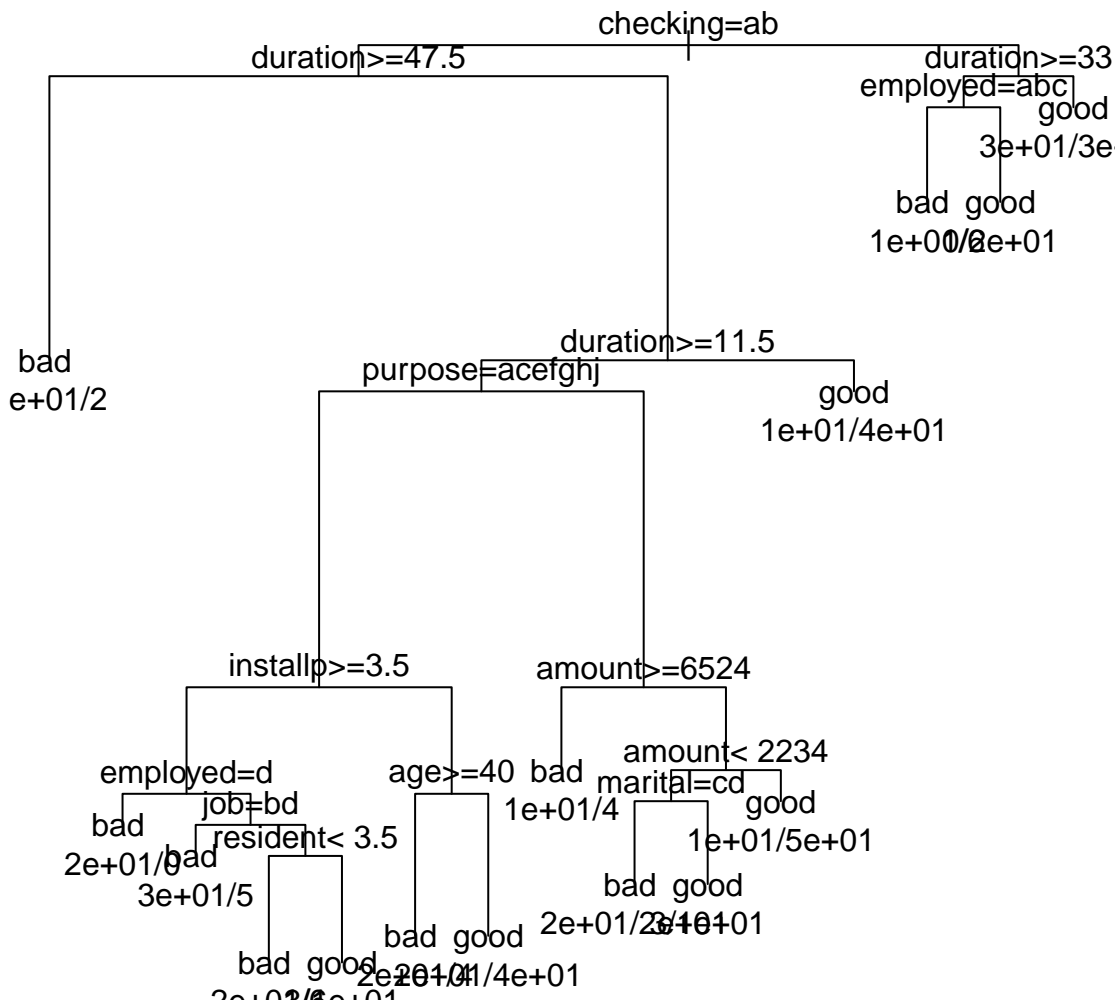 checking=ab
duration>=47.5
duration>=33
employed=abc
good
3e+01/3e
bad good
duration>=11.5
bad
e+01/2
purpose=acefghj
good
1e+01/4e+01
installp>=3.5
amount>=6524
amount< 2234
employed=d
age>=40
bad
1e+01/4
marital=cd
job=bd
good
1e+01/5e+01
bad
2e+01/0
resident< 3.5
bad
3e+01/5
bad good
bad good
bad good